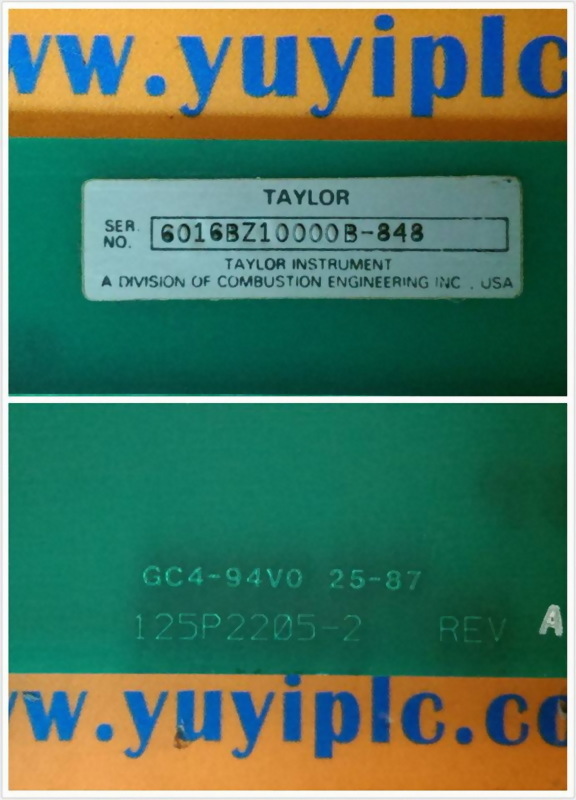 ww.yuyiplc
TAYLOR
SER. NO. 6016BZ10000B-848
TAYLOR INSTRUMENT
A DIVISION OF COMBUSTION ENGINEERING INC., USA
GC4-94V0 25-87
125P2205-2 REV A
w.yuyiplc.co